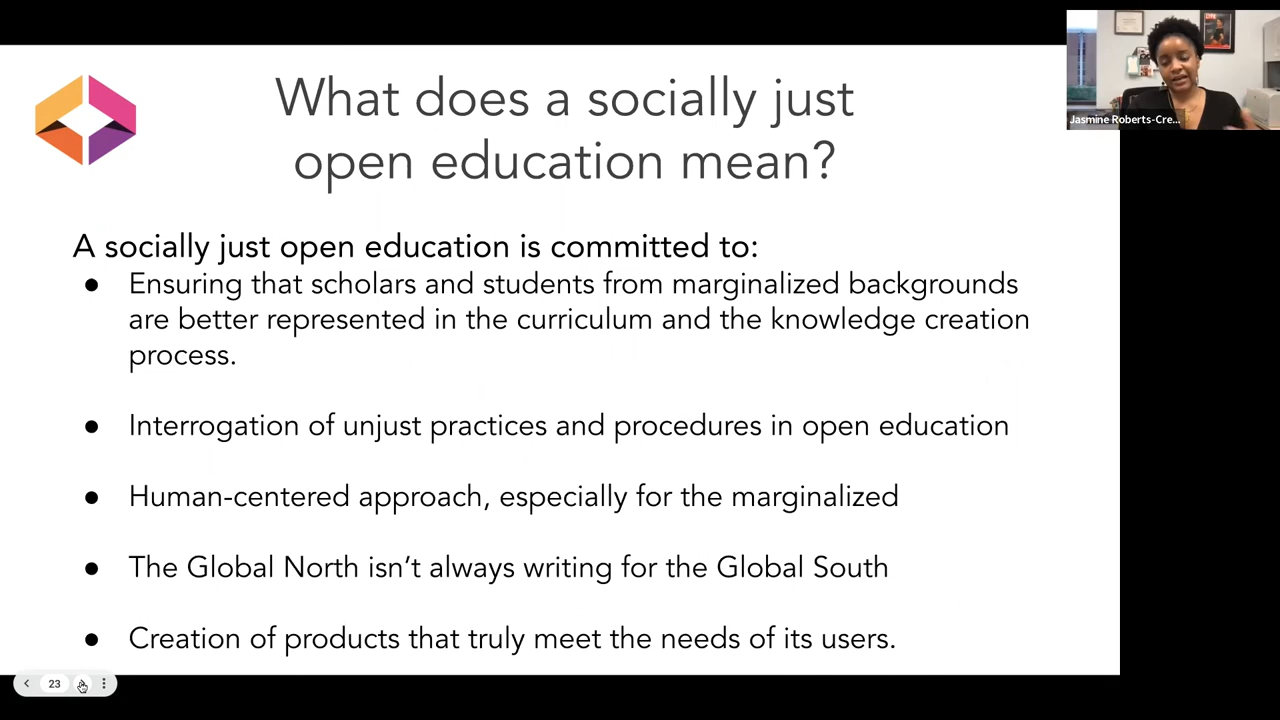 What does a socially just
open education mean?
A socially just open education is committed to:
● Ensuring that scholars and students from marginalized backgrounds
are better represented in the curriculum and the knowledge creation
process.
● Interrogation of unjust practices and procedures in open education
● Human-centered approach, especially for the marginalized
● The Global North isn’t always writing for the Global South
● Creation of products that truly meet the needs of its users.
Jasmine Roberts-Cre...
LIFE
23